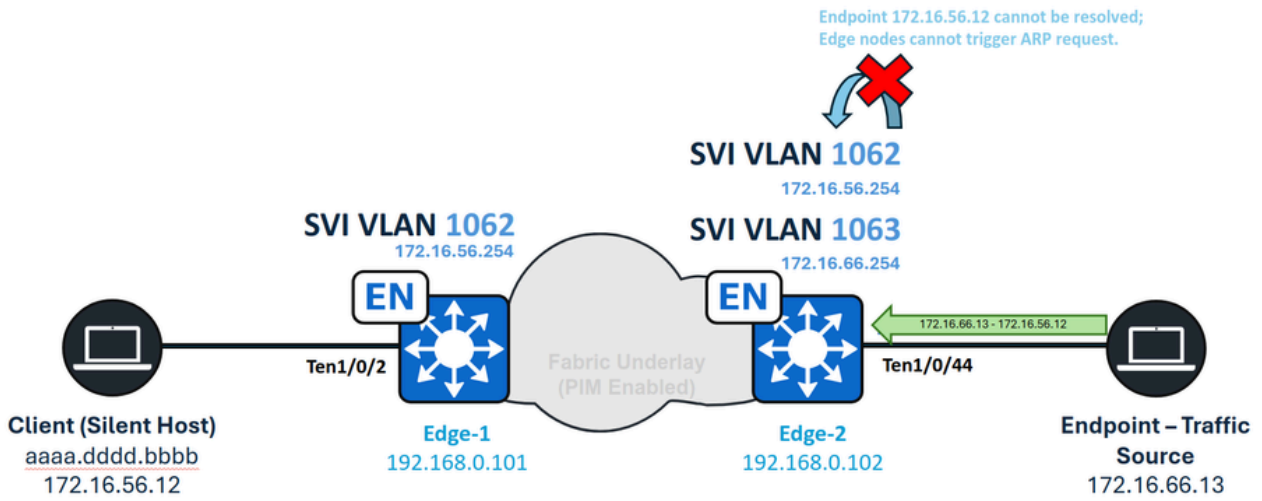 Endpoint 172.16.56.12 cannot be resolved;
Edge nodes cannot trigger ARP request.
SVI VLAN 1062
172.16.56.254
SVI VLAN 1062
172.16.56.254
SVI VLAN 1063
172.16.66.254
EN
EN
172.16.66.13 - 172.16.56.12
Ten1/0/2
Fabric Underlay
(PIM Enabled)
Ten1/0/44
Client (Silent Host)
aaaa.dddd.bbbb
172.16.56.12
Edge-1
192.168.0.101
Edge-2
192.168.0.102
Endpoint – Traffic
Source
172.16.66.13